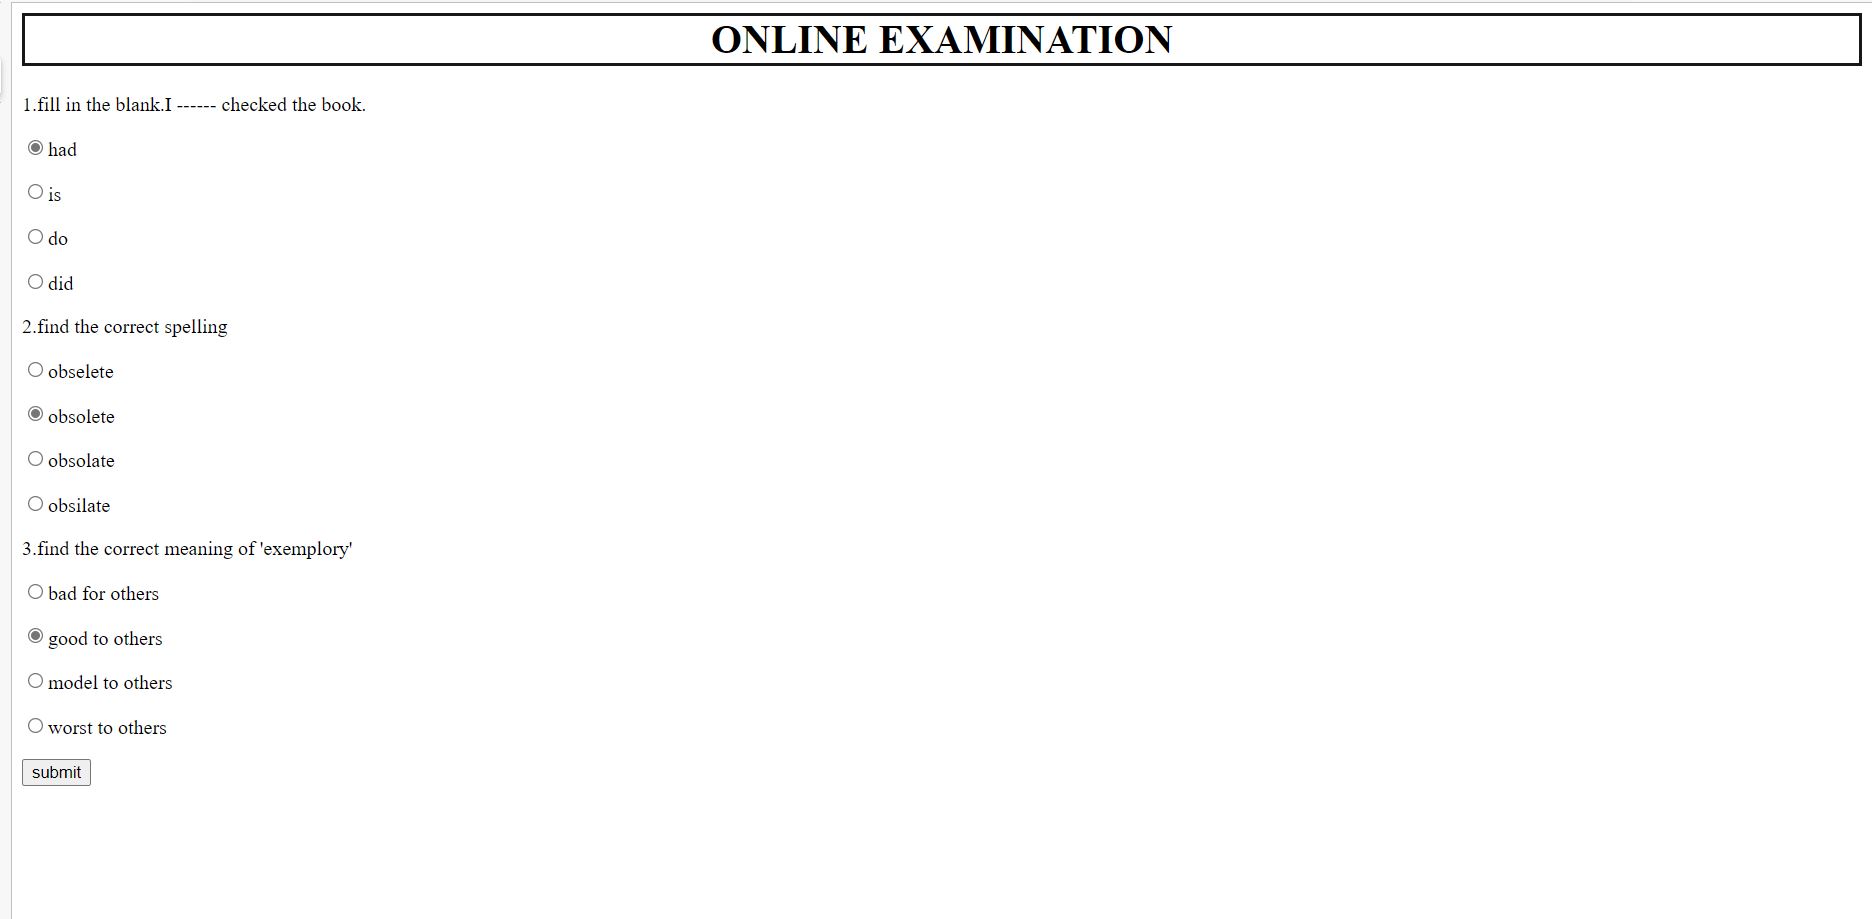 ONLINE EXAMINATION
1.fill in the blank.I ------ checked the book.
had
is
do
did
2.find the correct spelling
obselete
obsolete
obsolate
obsilate
3.find the correct meaning of 'exemplory'
bad for others
good to others
model to others
worst to others
submit